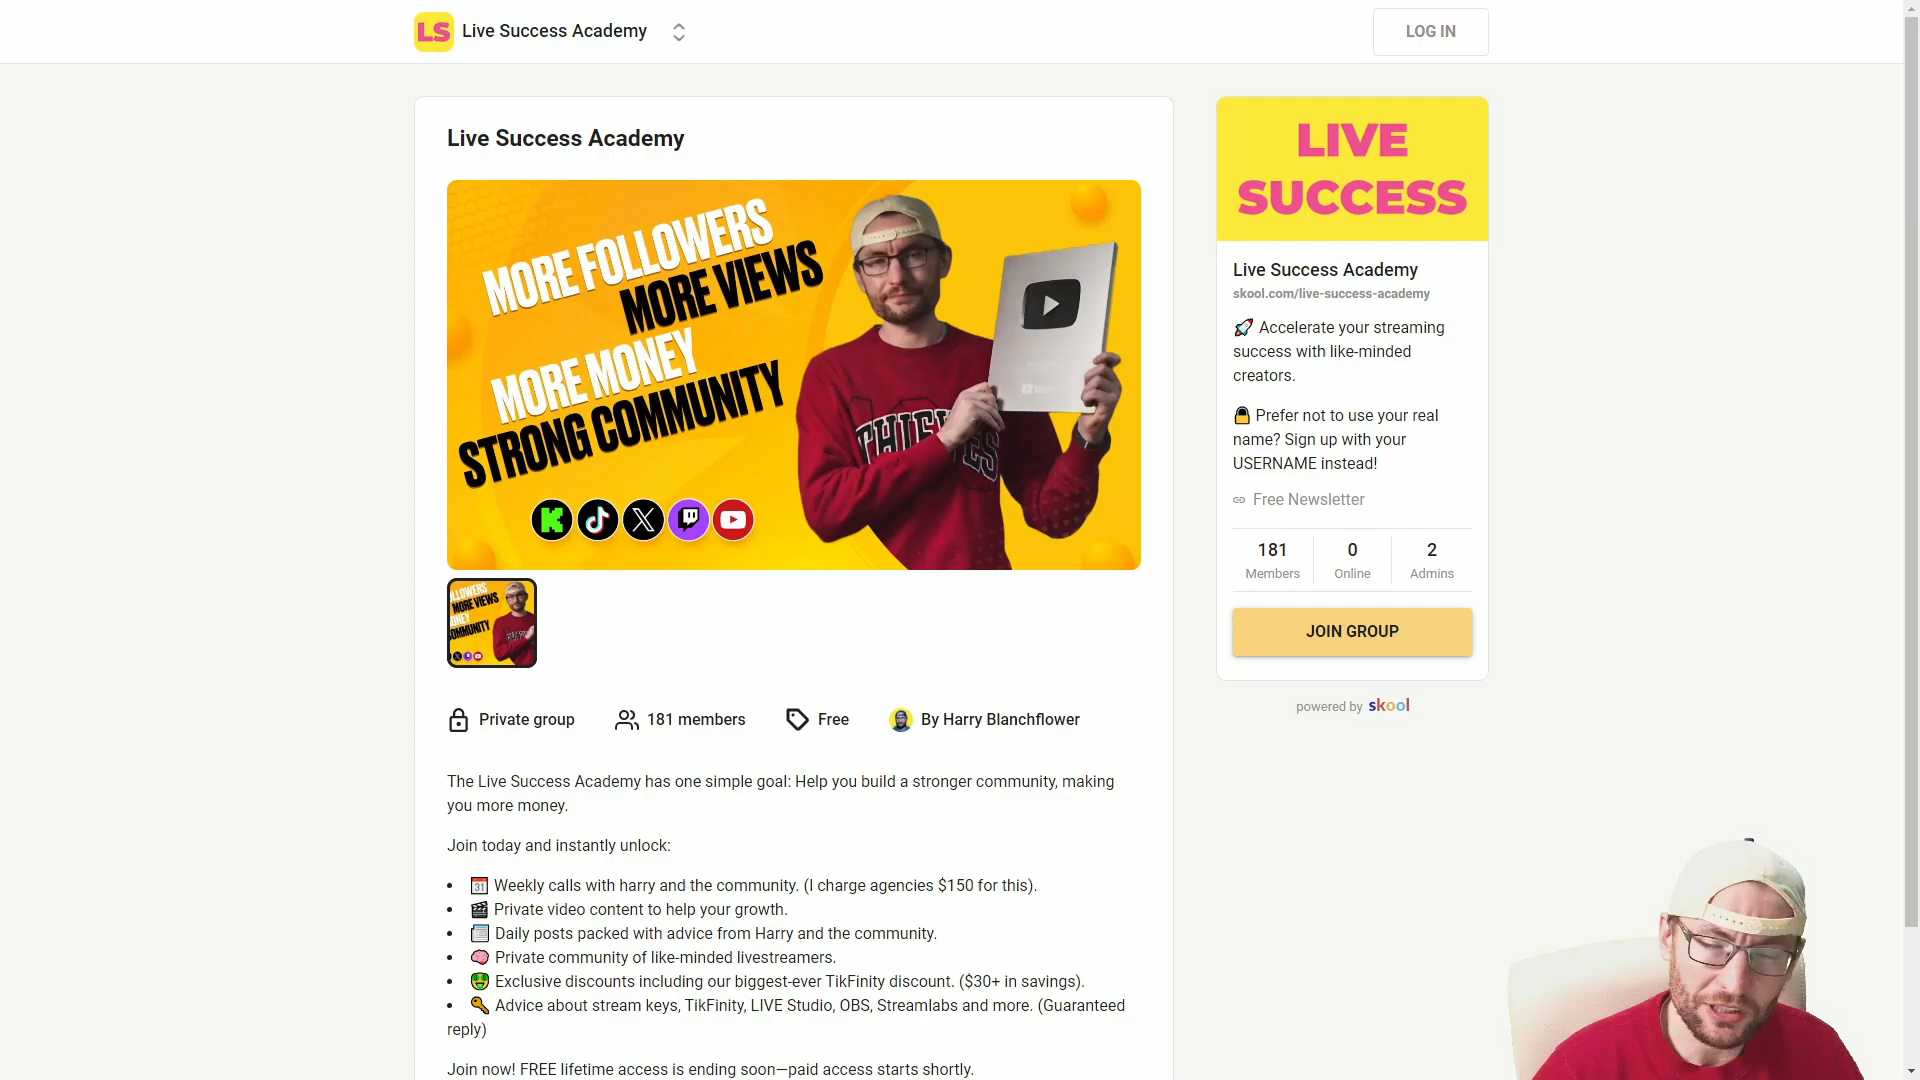 LS
Live Success Academy
LOG IN
Live Success Academy
MORE FOLLOWERS
MORE VIEWS
MORE MONEY
STRONG COMMUNITY
THIEVES
LLOWERS
MORE VIEWS
ONEY
OMMUNITY
Private group
181 members
Free
By Harry Blanchflower
The Live Success Academy has one simple goal: Help you build a stronger community, making
you more money.
Join today and instantly unlock:
• 📅 Weekly calls with harry and the community. (I charge agencies $150 for this).
• 🎬 Private video content to help your growth.
• 📰 Daily posts packed with advice from Harry and the community.
• 🧠 Private community of like-minded livestreamers.
• 🤑 Exclusive discounts including our biggest-ever TikFinity discount. ($30+ in savings).
• 🔑 Advice about stream keys, TikFinity, LIVE Studio, OBS, Streamlabs and more. (Guaranteed
reply)
Join now! FREE lifetime access is ending soon—paid access starts shortly.
LIVE
SUCCESS
Live Success Academy
skool.com/live-success-academy
🚀 Accelerate your streaming
success with like-minded
creators.
🔒 Prefer not to use your real
name? Sign up with your
USERNAME instead!
Free Newsletter
181 0 2
Members Online Admins
JOIN GROUP
powered by skool